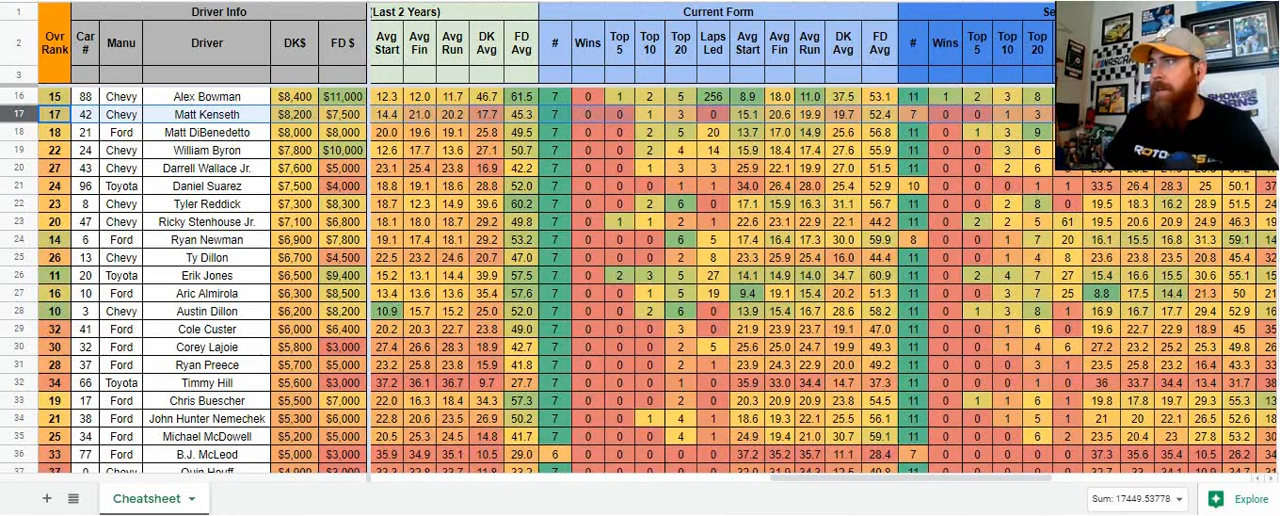 1 Driver Info (Last 2 Years) Current Form Se
2 Ovr Rank Car # Manu Driver DK$ FD $ Avg Start Avg Fin Avg Run DK Avg FD Avg # Wins Top 5 Top 10 Top 20 Laps Led Avg Start Avg Fin Avg Run DK Avg FD Avg # Wins Top 5 Top 10 Top 20
3
16 15 88 Chevy Alex Bowman $8,400 $11,000 12.3 12.0 11.7 46.7 61.5 7 0 1 2 5 256 8.9 18.0 11.0 37.5 53.1 11 1 2 3 8
17 17 42 Chevy Matt Kenseth $8,200 $7,500 14.4 21.0 20.2 17.7 45.3 7 0 0 1 3 0 15.1 20.6 19.9 19.7 52.4 7 0 0 1 3
18 18 21 Ford Matt DiBenedetto $8,000 $8,000 20.0 19.6 19.1 25.8 49.5 7 0 0 2 5 20 13.7 14.9 17.0 25.6 56.8 11 0 1 3 9
19 22 24 Chevy William Byron $7,800 $10,000 12.6 17.7 13.6 27.1 50.7 7 0 0 2 4 14 15.9 18.4 17.4 27.6 55.9 11 0 0 3 6
20 27 43 Chevy Darrell Wallace Jr. $7,600 $5,000 23.1 25.4 23.8 16.9 42.2 7 0 0 1 3 3 25.9 22.1 19.9 27.0 51.5 11 0 0 2 6
21 24 96 Toyota Daniel Suarez $7,500 $4,000 18.8 19.1 18.6 28.8 52.0 7 0 0 0 1 1 34.0 26.4 28.0 25.4 52.9 10 0 0 0 1 1 33.5 26.4 28.3 25 50.1 37
22 23 8 Chevy Tyler Reddick $7,300 $8,300 18.7 12.3 14.9 39.6 60.2 7 0 0 2 6 0 17.1 15.9 16.3 31.1 56.7 11 0 0 2 8 0 19.5 18.3 16.2 28.9 51.5 24
23 20 47 Chevy Ricky Stenhouse Jr. $7,100 $6,800 18.1 18.0 18.7 29.2 49.8 7 0 1 1 2 1 22.6 23.1 22.9 22.1 44.2 11 0 2 2 5 61 19.5 22.5 20.9 24.9 46.3 19
24 14 6 Ford Ryan Newman $6,900 $7,800 19.1 17.4 18.1 29.2 53.2 7 0 0 0 6 5 17.4 16.4 17.3 30.0 59.9 8 0 0 1 7 20 16.1 15.5 16.8 31.3 59.1 14
25 26 13 Chevy Ty Dillon $6,700 $4,500 22.5 23.2 24.6 20.7 47.0 7 0 0 0 2 8 23.3 25.9 25.4 16.0 44.4 11 0 0 1 4 8 23.6 23.8 23.5 20.8 45.4 32
26 11 20 Toyota Erik Jones $6,500 $9,400 15.2 13.1 14.4 39.9 57.5 7 0 2 3 5 27 14.1 14.9 14.0 34.7 60.9 11 0 2 4 7 27 15.4 16.6 15.5 30.6 55.1 15
27 16 10 Ford Aric Almirola $6,300 $8,500 13.4 13.6 13.6 35.4 57.6 7 0 0 1 5 19 9.4 19.1 15.4 20.2 51.3 11 0 0 3 7 25 8.8 17.5 14.4 21.3 50 21
28 10 3 Chevy Austin Dillon $6,200 $8,200 10.9 15.7 15.2 25.0 52.0 7 0 0 2 6 1 13.9 15.4 16.7 28.6 58.2 11 0 1 3 8 1 16.9 16.7 17.7 29.4 52.9 16
29 32 41 Ford Cole Custer $6,000 $6,400 20.2 20.3 22.7 23.8 49.0 7 0 0 0 3 0 21.9 23.9 23.7 19.1 47.0 11 0 0 1 6 0 19.6 22.7 22.9 18.9 45 35
30 30 32 Ford Corey Lajoie $5,800 $3,000 27.4 26.6 28.3 18.9 42.7 7 0 0 0 2 5 25.6 25.0 24.7 19.4 49.3 11 0 0 1 4 6 27.2 23.2 25.2 25.3 49.8 26
31 28 37 Ford Ryan Preece $5,700 $5,000 23.2 25.8 23.8 13.9 41.8 7 0 0 0 2 0 23.9 24.3 22.9 20.0 49.2 11 0 0 0 3 1 21.5 25.8 23.2 16.4 43.3 33
32 34 66 Toyota Timmy Hill $5,600 $3,000 37.2 36.1 36.7 9.7 27.7 7 0 0 0 1 0 35.9 33.0 34.4 14.7 37.3 11 0 0 0 1 0 36 33.7 34.4 13.4 31.7 38
33 19 17 Ford Chris Buescher $5,500 $7,000 22.0 16.3 18.4 34.3 57.3 7 0 0 0 2 0 20.3 20.9 20.9 23.8 54.5 11 0 1 1 6 1 19.8 17.8 19.7 29.3 55.3 13
34 21 38 Ford John Hunter Nemechek $5,300 $6,000 21.8 20.6 23.5 26.9 50.2 7 0 0 1 4 1 18.6 19.3 22.1 25.5 56.1 11 0 0 1 5 1 21 20 22.1 26.5 52.6 18
35 25 34 Ford Michael McDowell $5,200 $5,000 20.5 25.3 24.5 14.8 41.7 7 0 0 0 4 1 24.9 19.4 21.0 30.7 59.1 11 0 0 0 6 2 23.5 20.4 23 27.8 53.2 21
36 33 77 Ford B.J. McLeod $5,000 $3,000 35.9 34.9 35.1 10.5 29.0 6 0 0 0 0 0 37.2 35.2 35.7 11.1 28.4 7 0 0 0 0 0 37.3 35.6 35.4 10.5 26.2 34
Cheatsheet Sum: 17449.53778 Explore